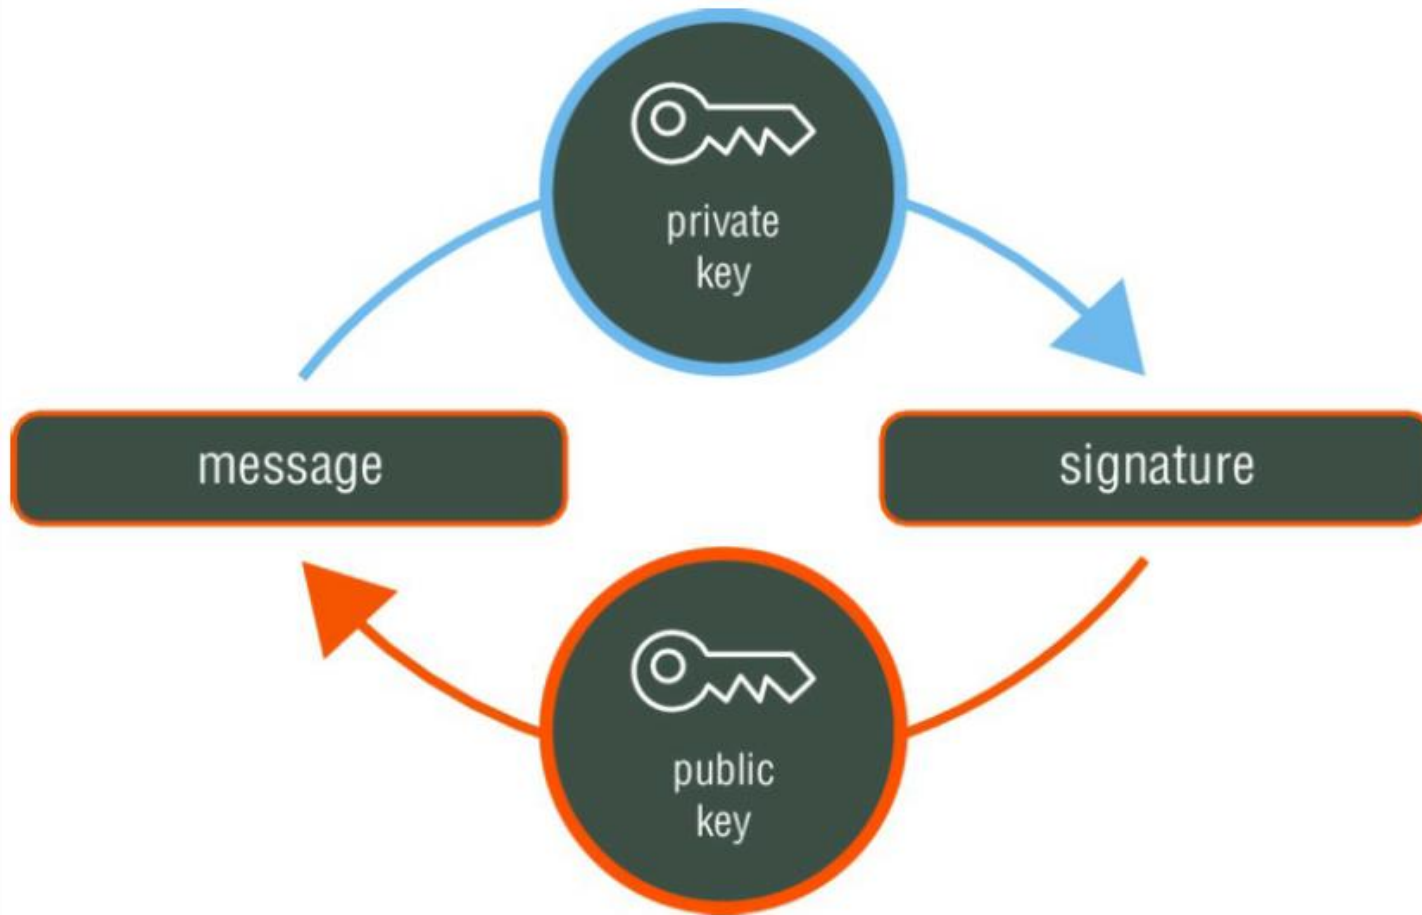 private
key
message
signature
public
key